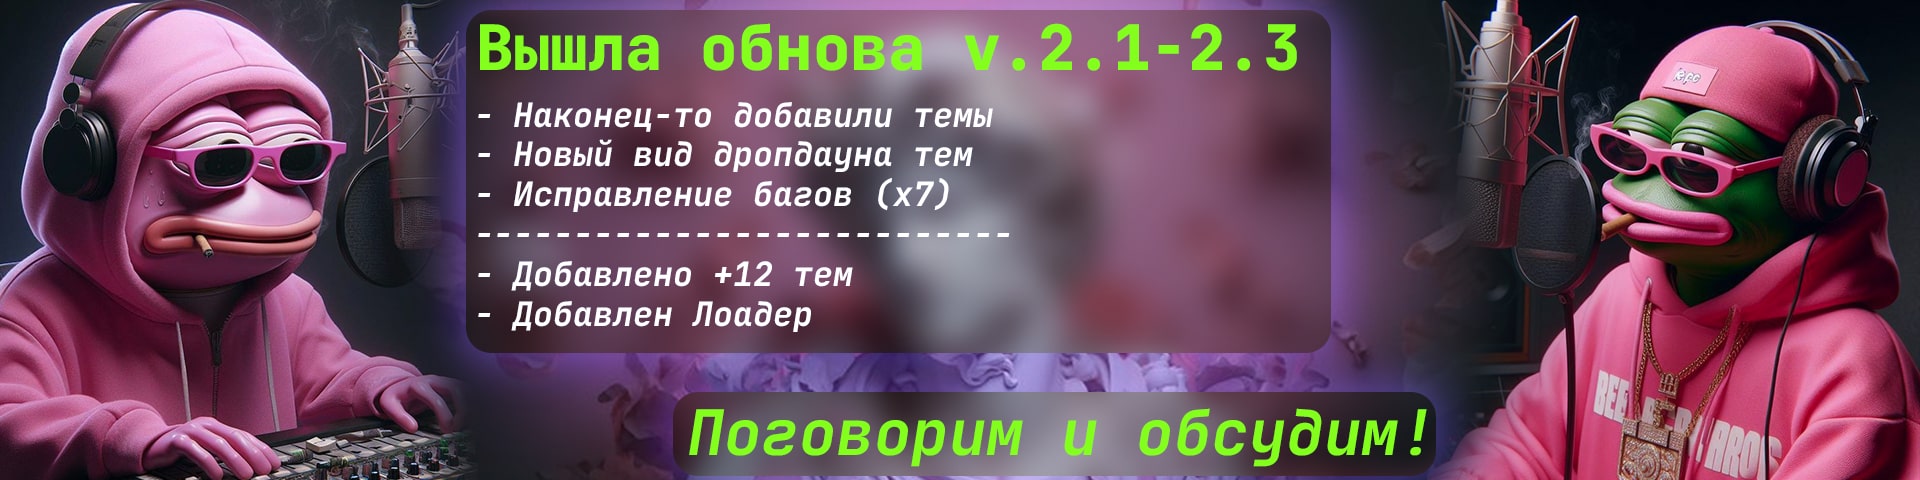 Вышла обнова v.2.1-2.3
- Наконец-то добавили темы
- Новый вид дропдауна тем
- Исправление багов (x7)
---------------------------
- Добавлено +12 тем
- Добавлен Лоадер
Поговорим и обсудим!